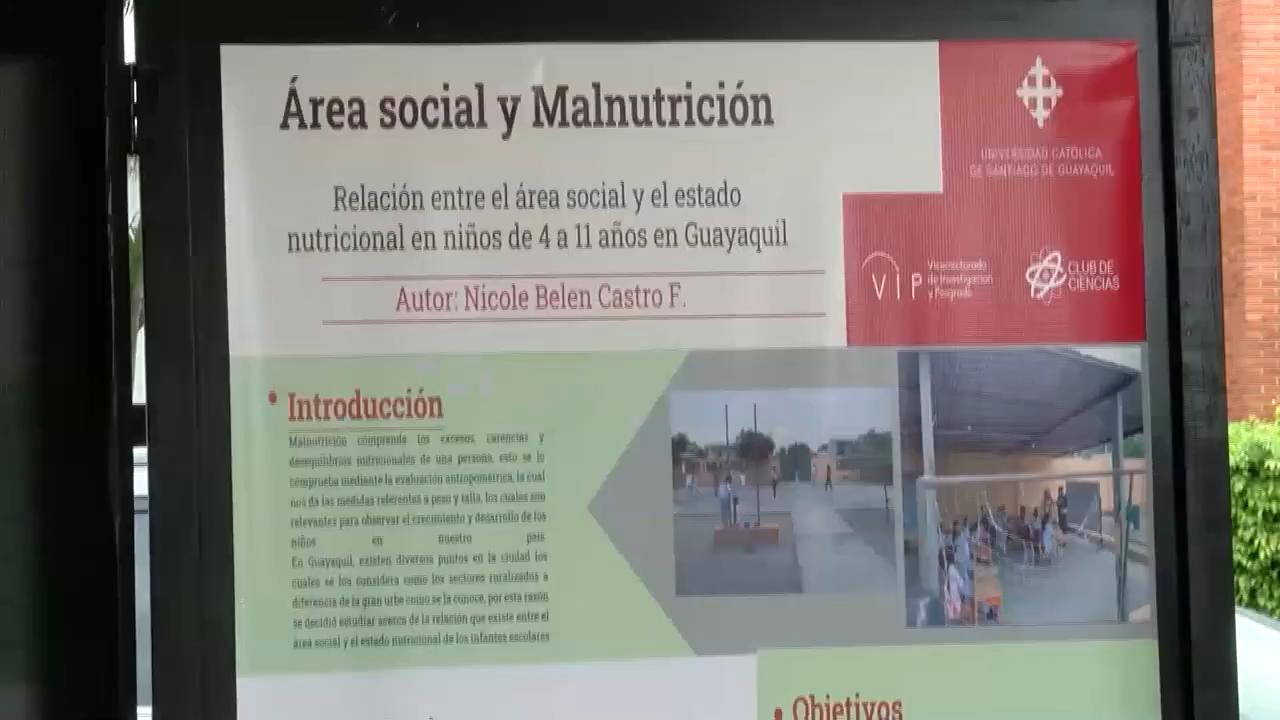 Área social y Malnutrición
UNIVERSIDAD CATÓLICA
DE SANTIAGO DE GUAYAQUIL
Relación entre el área social y el estado
nutricional en niños de 4 a 11 años en Guayaquil
Autor: Nicole Belen Castro F.
VIP
Vicerrectorado
de Investigación
y Posgrado
CLUB DE
CIENCIAS
• Introducción
Malnutrición comprende los excesos, carencias y
desequilibrios nutricionales de una persona, esto se lo
comprueba mediante la evaluación antropométrica, la cual
nos da las medidas referentes a peso y talla, los cuales son
relevantes para observar el crecimiento y desarrollo de los
niños en nuestro país.
En Guayaquil, existen diversos puntos en la ciudad los
cuales se los considera como los sectores ruralizados a
diferencia de la gran urbe como se la conoce, por esta razón
se decidió estudiar acerca de la relación que existe entre el
área social y el estado nutricional de los infantes escolares
• Objetivos